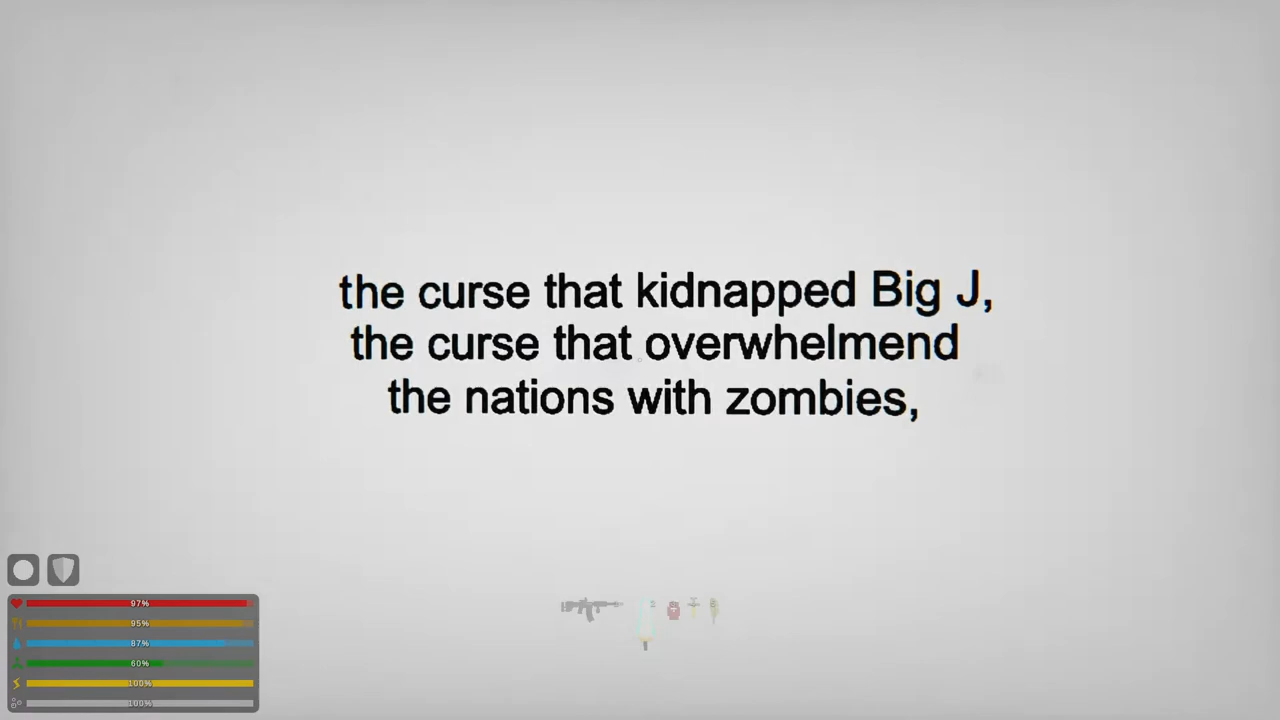 the curse that kidnapped Big J,
the curse that overwhelmend
the nations with zombies,
97%
95%
87%
60%
100%
100%